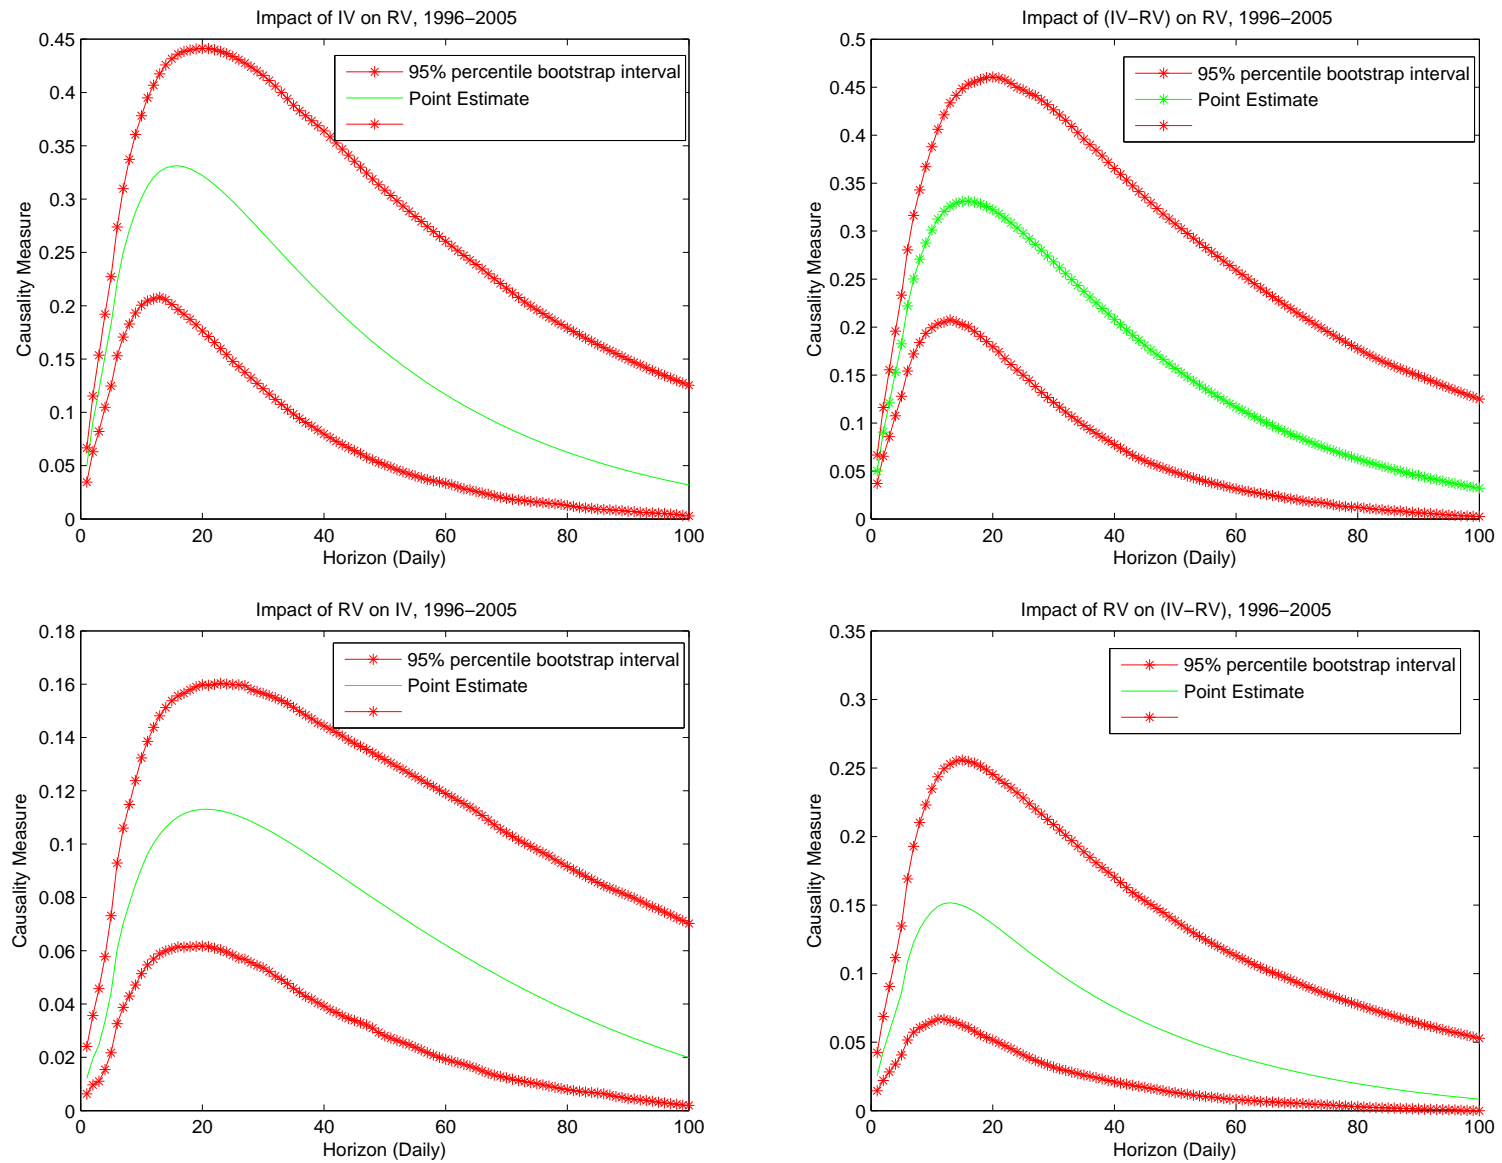 Impact of IV on RV, 1996−2005
0.45
0.4
0.35
0.3
0.25
0.2
0.15
0.1
0.05
0
Causality Measure
95% percentile bootstrap interval
Point Estimate
0 20 40 60 80 100
Horizon (Daily)
Impact of (IV−RV) on RV, 1996−2005
0.5
0.45
0.4
0.35
0.3
0.25
0.2
0.15
0.1
0.05
0
Causality Measure
95% percentile bootstrap interval
Point Estimate
0 20 40 60 80 100
Horizon (Daily)
Impact of RV on IV, 1996−2005
0.18
0.16
0.14
0.12
0.1
0.08
0.06
0.04
0.02
0
Causality Measure
95% percentile bootstrap interval
Point Estimate
0 20 40 60 80 100
Horizon (Daily)
Impact of RV on (IV−RV), 1996−2005
0.35
0.3
0.25
0.2
0.15
0.1
0.05
0
Causality Measure
95% percentile bootstrap interval
Point Estimate
0 20 40 60 80 100
Horizon (Daily)